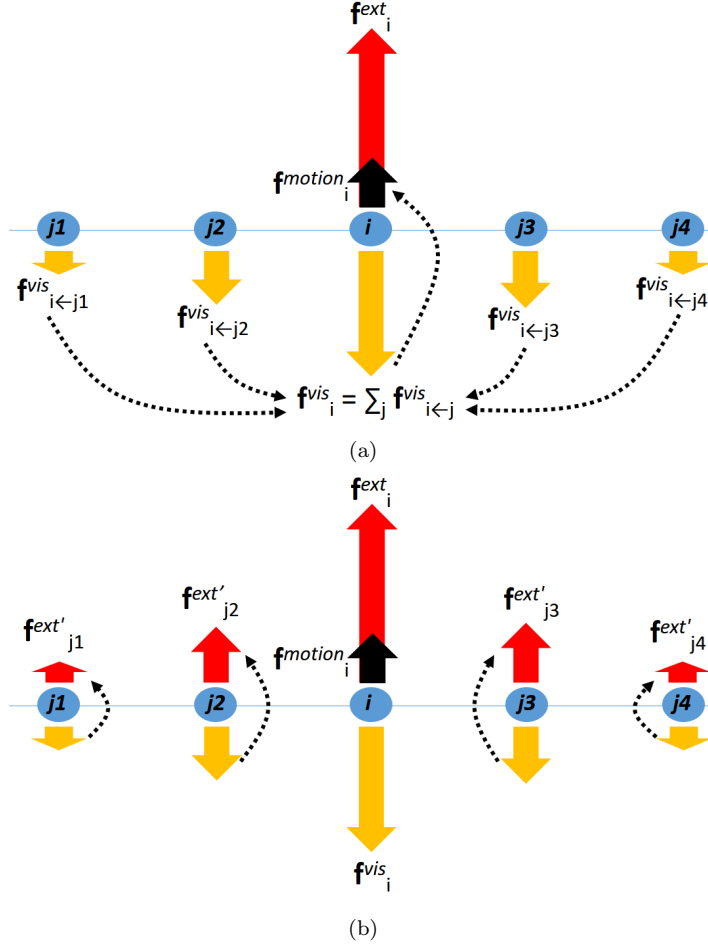 f^ext_i
f^motion_i
j1 j2 i j3 j4
f^vis_i←j1 f^vis_i←j2 f^vis_i←j3 f^vis_i←j4
f^vis_i = ∑_j f^vis_i←j
(a)
f^ext_i
f^ext'_j1 f^ext’_j2 f^ext'_j3 f^ext'_j4
f^motion_i
j1 j2 i j3 j4
f^vis_i
(b)